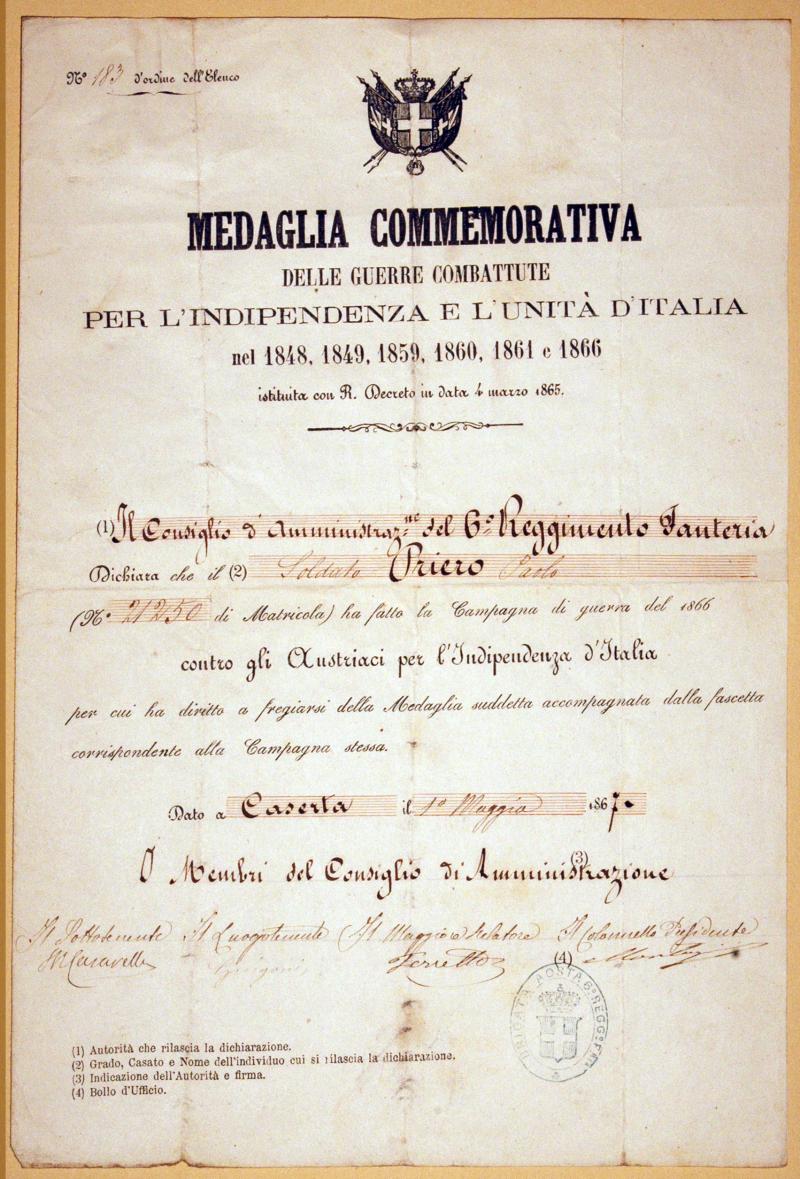 N.º 183 d'ordine dell'Elenco
MEDAGLIA COMMEMORATIVA
DELLE GUERRE COMBATTUTE
PER L'INDIPENDENZA E L'UNITÀ D'ITALIA
nel 1848, 1849, 1859, 1860, 1861 e 1866
istituita con R. Decreto in data 4 marzo 1865.
(1) Il Consiglio d'Amministraz.ne del 6.º Reggimento Fanteria
Dichiara che il (2) Soldato Priero Paolo
(N.º 21250 di Matricola) ha fatto la Campagna di guerra del 1866
contro gli Austriaci per l'Indipendenza d'Italia
per cui ha diritto a fregiarsi della Medaglia suddetta accompagnata dalla fascetta
corrispondente alla Campagna stessa.
Dato a Caserta il 1º Maggio 1867.
(3)
I Membri del Consiglio di Amministrazione
Il Sottotenente Il Luogotenente Il Maggiore Relatore Il Colonnello Presidente
Ferretto (4)
BRIGATA AOSTA 6º REGG.º F.
(1) Autorità che rilascia la dichiarazione.
(2) Grado, Casato e Nome dell'individuo cui si rilascia la dichiarazione.
(3) Indicazione dell'Autorità e firma.
(4) Bollo d'Ufficio.